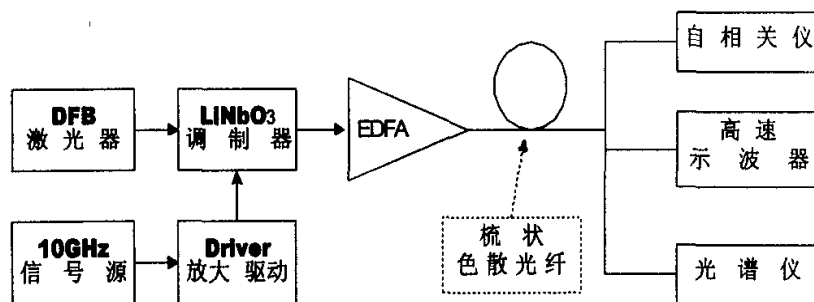 DFB
激光器
LiNbO3
调制器
EDFA
10GHz
信号源
Driver
放大驱动
梳状
色散光纤
自相关仪
高速
示波器
光谱仪